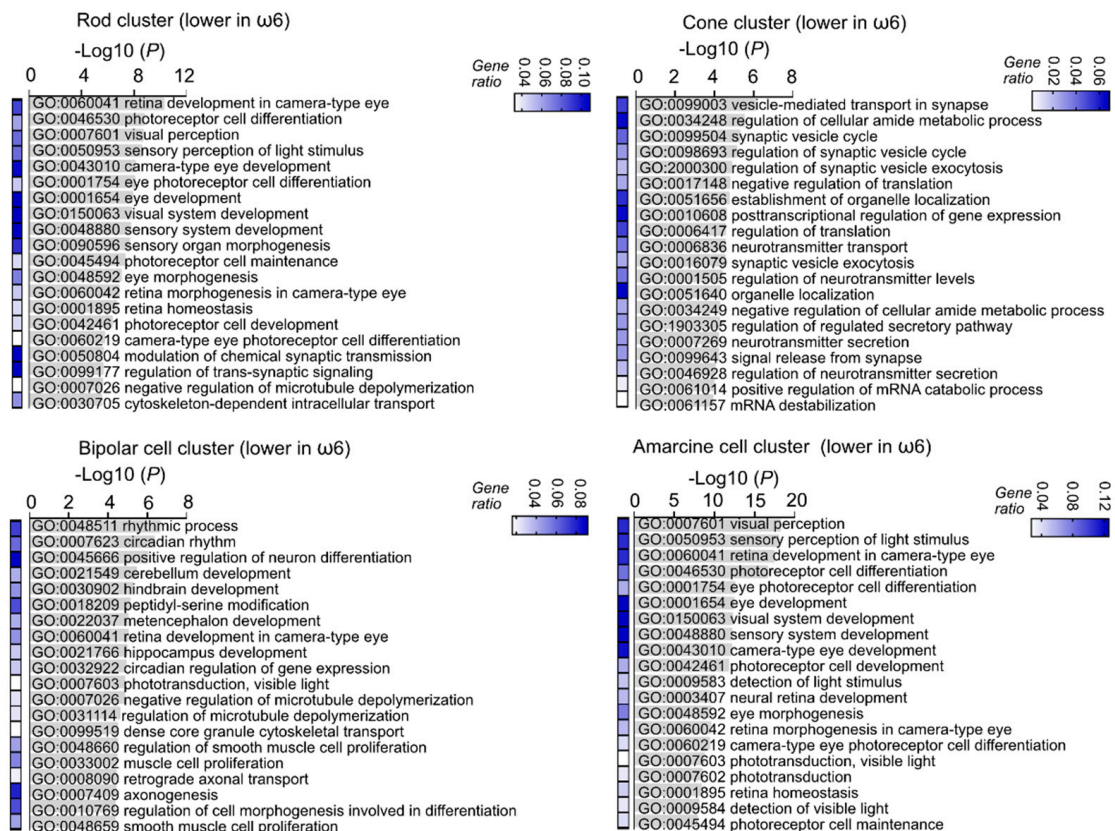 Rod cluster (lower in ω6)
-Log10 (P)
0 4 8 12
Gene ratio
0.04 0.06 0.08 0.10
GO:0060041 retina development in camera-type eye
GO:0046530 photoreceptor cell differentiation
GO:0007601 visual perception
GO:0050953 sensory perception of light stimulus
GO:0043010 camera-type eye development
GO:0001754 eye photoreceptor cell differentiation
GO:0001654 eye development
GO:0150063 visual system development
GO:0048880 sensory system development
GO:0090596 sensory organ morphogenesis
GO:0045494 photoreceptor cell maintenance
GO:0048592 eye morphogenesis
GO:0060042 retina morphogenesis in camera-type eye
GO:0001895 retina homeostasis
GO:0042461 photoreceptor cell development
GO:0060219 camera-type eye photoreceptor cell differentiation
GO:0050804 modulation of chemical synaptic transmission
GO:0099177 regulation of trans-synaptic signaling
GO:0007026 negative regulation of microtubule depolymerization
GO:0030705 cytoskeleton-dependent intracellular transport
Cone cluster (lower in ω6)
-Log10 (P)
0 2 4 6 8
Gene ratio
0.02 0.04 0.06
GO:0099003 vesicle-mediated transport in synapse
GO:0034248 regulation of cellular amide metabolic process
GO:0099504 synaptic vesicle cycle
GO:0098693 regulation of synaptic vesicle cycle
GO:2000300 regulation of synaptic vesicle exocytosis
GO:0017148 negative regulation of translation
GO:0051656 establishment of organelle localization
GO:0010608 posttranscriptional regulation of gene expression
GO:0006417 regulation of translation
GO:0006836 neurotransmitter transport
GO:0016079 synaptic vesicle exocytosis
GO:0001505 regulation of neurotransmitter levels
GO:0051640 organelle localization
GO:0034249 negative regulation of cellular amide metabolic process
GO:1903305 regulation of regulated secretory pathway
GO:0007269 neurotransmitter secretion
GO:0099643 signal release from synapse
GO:0046928 regulation of neurotransmitter secretion
GO:0061014 positive regulation of mRNA catabolic process
GO:0061157 mRNA destabilization
Bipolar cell cluster (lower in ω6)
-Log10 (P)
0 2 4 6 8
Gene ratio
0.04 0.06 0.08
GO:0048511 rhythmic process
GO:0007623 circadian rhythm
GO:0045666 positive regulation of neuron differentiation
GO:0021549 cerebellum development
GO:0030902 hindbrain development
GO:0018209 peptidyl-serine modification
GO:0022037 metencephalon development
GO:0060041 retina development in camera-type eye
GO:0021766 hippocampus development
GO:0032922 circadian regulation of gene expression
GO:0007603 phototransduction, visible light
GO:0007026 negative regulation of microtubule depolymerization
GO:0031114 regulation of microtubule depolymerization
GO:0099519 dense core granule cytoskeletal transport
GO:0048660 regulation of smooth muscle cell proliferation
GO:0033002 muscle cell proliferation
GO:0008090 retrograde axonal transport
GO:0007409 axonogenesis
GO:0010769 regulation of cell morphogenesis involved in differentiation
GO:0048659 smooth muscle cell proliferation
Amarcine cell cluster (lower in ω6)
-Log10 (P)
0 5 10 15 20
Gene ratio
0.04 0.08 0.12
GO:0007601 visual perception
GO:0050953 sensory perception of light stimulus
GO:0060041 retina development in camera-type eye
GO:0046530 photoreceptor cell differentiation
GO:0001754 eye photoreceptor cell differentiation
GO:0001654 eye development
GO:0150063 visual system development
GO:0048880 sensory system development
GO:0043010 camera-type eye development
GO:0042461 photoreceptor cell development
GO:0009583 detection of light stimulus
GO:0003407 neural retina development
GO:0048592 eye morphogenesis
GO:0060042 retina morphogenesis in camera-type eye
GO:0060219 camera-type eye photoreceptor cell differentiation
GO:0007603 phototransduction, visible light
GO:0007602 phototransduction
GO:0001895 retina homeostasis
GO:0009584 detection of visible light
GO:0045494 photoreceptor cell maintenance